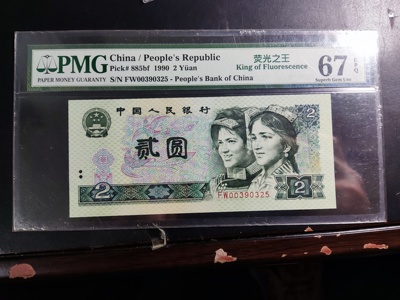 PMG
PAPER MONEY GUARANTY
China / People's Republic
Pick# 885bf 1990 2 Yüan
S/N FW00390325 - People's Bank of China
荧光之王
King of Fluorescence
67 EPQ
Superb Gem Unc
中国人民银行
2
贰圆
2
2
FW00390325